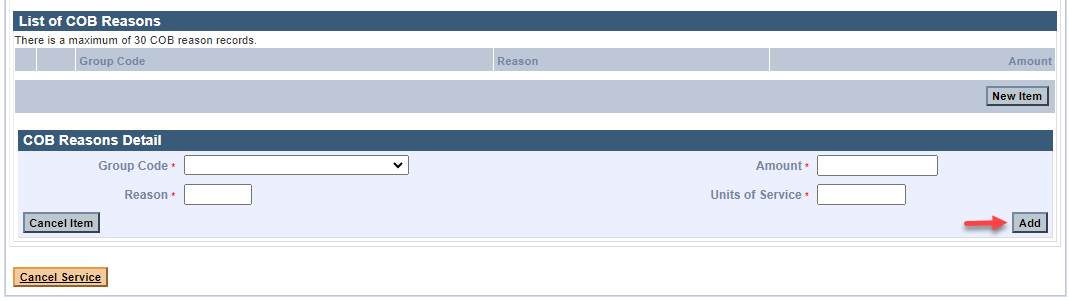 List of COB Reasons
There is a maximum of 30 COB reason records.
Group Code Reason Amount
New Item
COB Reasons Detail
Group Code * Amount *
Reason * Units of Service *
Cancel Item Add
Cancel Service